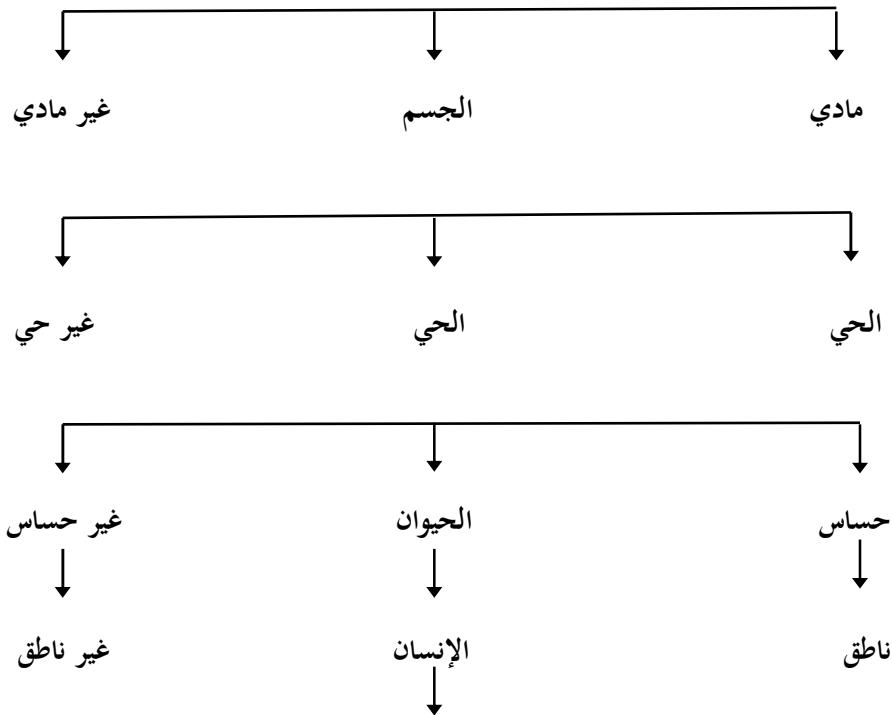 مادي الجسم غير مادي
الحي الحي غير حي
حساس الحيوان غير حساس
ناطق الإنسان غير ناطق